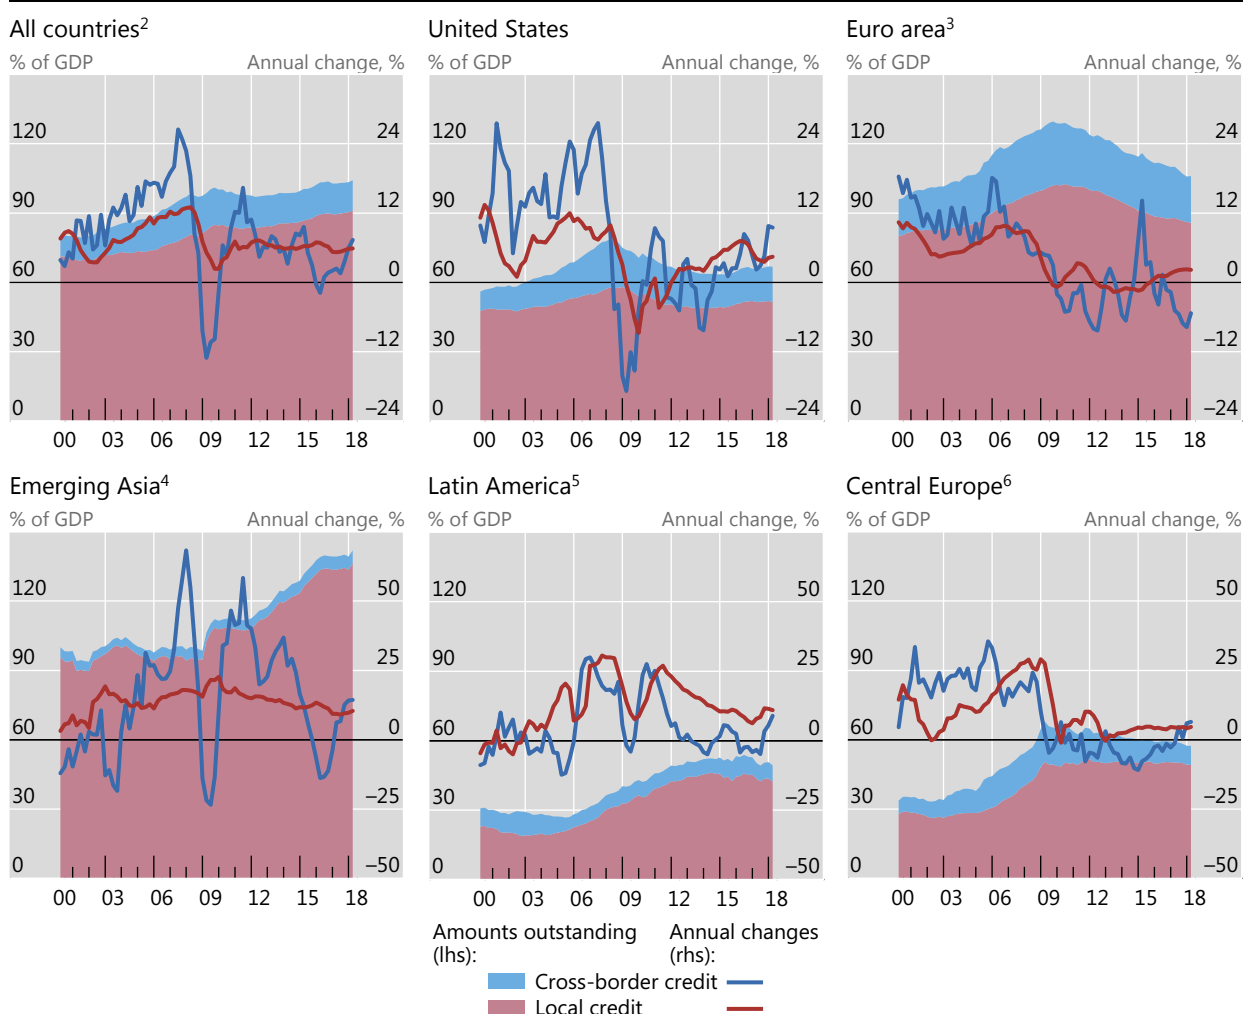 All countries²
% of GDP Annual change, %
120 24
90 12
60 0
30 –12
0 –24
00 03 06 09 12 15 18
United States
% of GDP Annual change, %
120 24
90 12
60 0
30 –12
0 –24
00 03 06 09 12 15 18
Euro area³
% of GDP Annual change, %
120 24
90 12
60 0
30 –12
0 –24
00 03 06 09 12 15 18
Emerging Asia⁴
% of GDP Annual change, %
120 50
90 25
60 0
30 –25
0 –50
00 03 06 09 12 15 18
Latin America⁵
% of GDP Annual change, %
120 50
90 25
60 0
30 –25
0 –50
00 03 06 09 12 15 18
Central Europe⁶
% of GDP Annual change, %
120 50
90 25
60 0
30 –25
0 –50
00 03 06 09 12 15 18
Amounts outstanding Annual changes
(lhs): (rhs):
Cross-border credit
Local credit